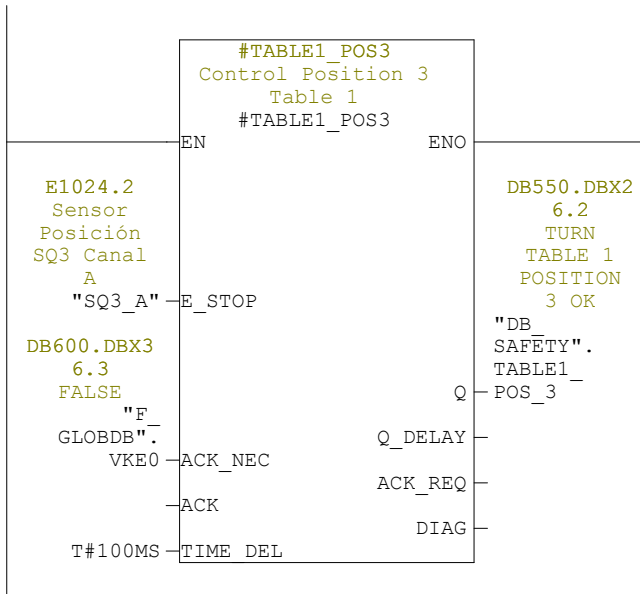 #TABLE1_POS3
Control Position 3
Table 1
#TABLE1_POS3
EN
ENO
E1024.2
Sensor
Posición
SQ3 Canal
A
"SQ3_A"
E_STOP
DB550.DBX2
6.2
TURN
TABLE 1
POSITION
3 OK
"DB_
SAFETY".
TABLE1_
POS_3
Q
DB600.DBX3
6.3
FALSE
"F_
GLOBDB".
VKE0
ACK_NEC
Q_DELAY
ACK_REQ
ACK
DIAG
T#100MS
TIME_DEL